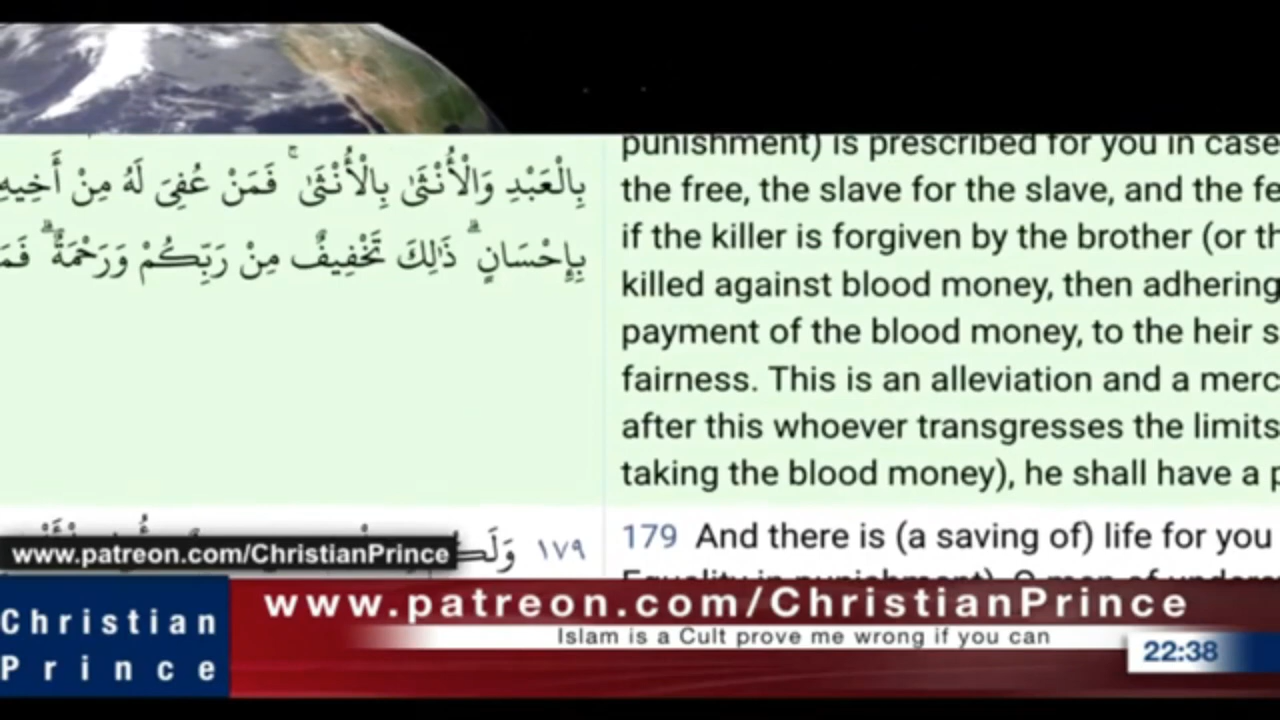 بِالْعَبْدِ وَالْأُنْثَىٰ بِالْأُنْثَىٰ ۚ فَمَنْ عُفِىَ لَهُ مِنْ أَخِيهِ
بِإِحْسَانٍ ۗ ذَٰلِكَ تَخْفِيفٌ مِنْ رَبِّكُمْ وَرَحْمَةٌ ۗ
punishment) is prescribed for you in case
the free, the slave for the slave, and the fe
if the killer is forgiven by the brother (or th
killed against blood money, then adhering
payment of the blood money, to the heir s
fairness. This is an alleviation and a merc
after this whoever transgresses the limits
taking the blood money), he shall have a p
١٧٩
179 And there is (a saving of) life for you
www.patreon.com/ChristianPrince
www.patreon.com/ChristianPrince
Islam is a Cult prove me wrong if you can
Christian
Prince
22:38